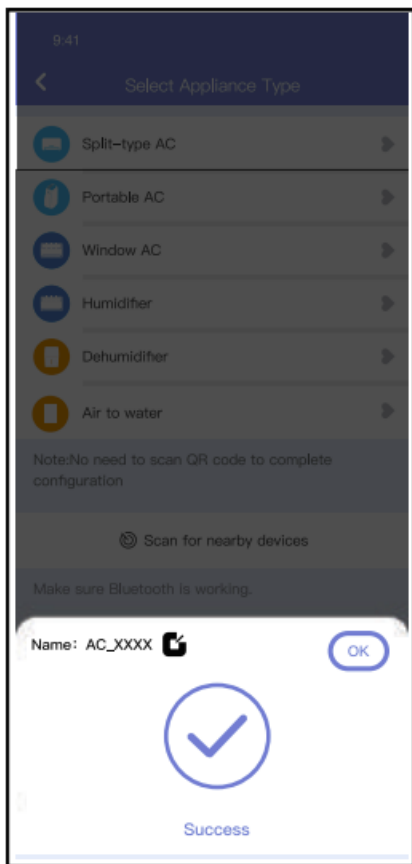 9:41
Select Appliance Type
Split-type AC
Portable AC
Window AC
Humidifier
Dehumidifier
Air to water
Note:No need to scan QR code to complete
configuration
Scan for nearby devices
Make sure Bluetooth is working.
Name: AC_XXXX
OK
Success